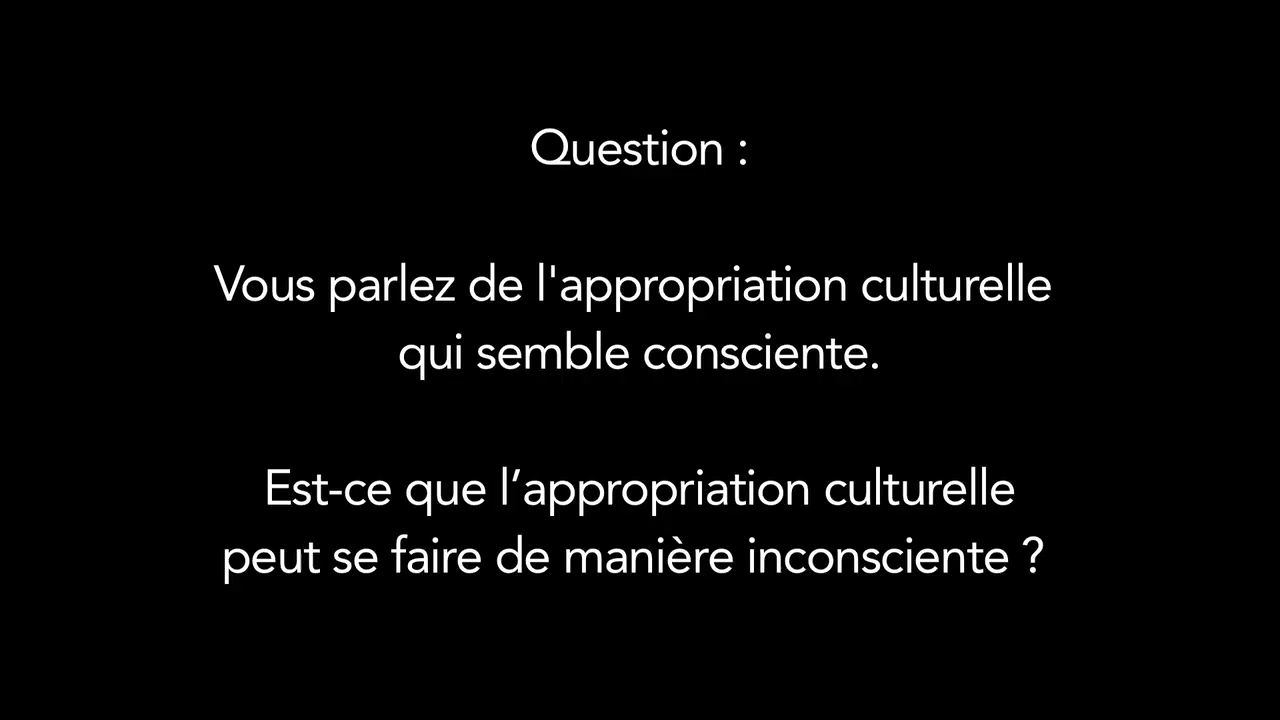 Question :
Vous parlez de l'appropriation culturelle
qui semble consciente.
Est-ce que l’appropriation culturelle
peut se faire de manière inconsciente ?